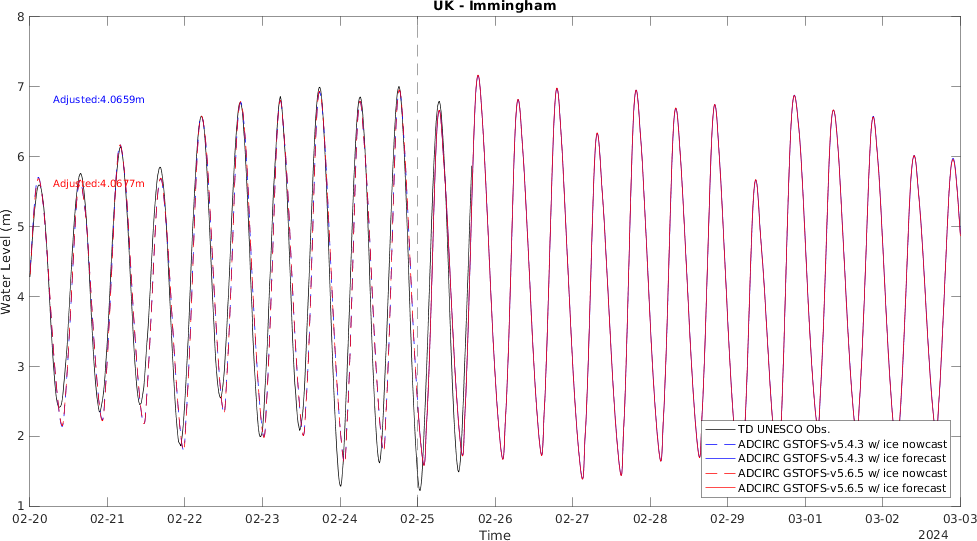 UK - Immingham
8
7
6
5
4
3
2
1
Water Level (m)
Adjusted:4.0659m
Adjusted:4.0677m
TD UNESCO Obs.
ADCIRC GSTOFS-v5.4.3 w/ ice nowcast
ADCIRC GSTOFS-v5.4.3 w/ ice forecast
ADCIRC GSTOFS-v5.6.5 w/ ice nowcast
ADCIRC GSTOFS-v5.6.5 w/ ice forecast
02-20 02-21 02-22 02-23 02-24 02-25 02-26 02-27 02-28 02-29 03-01 03-02 03-03
Time
2024